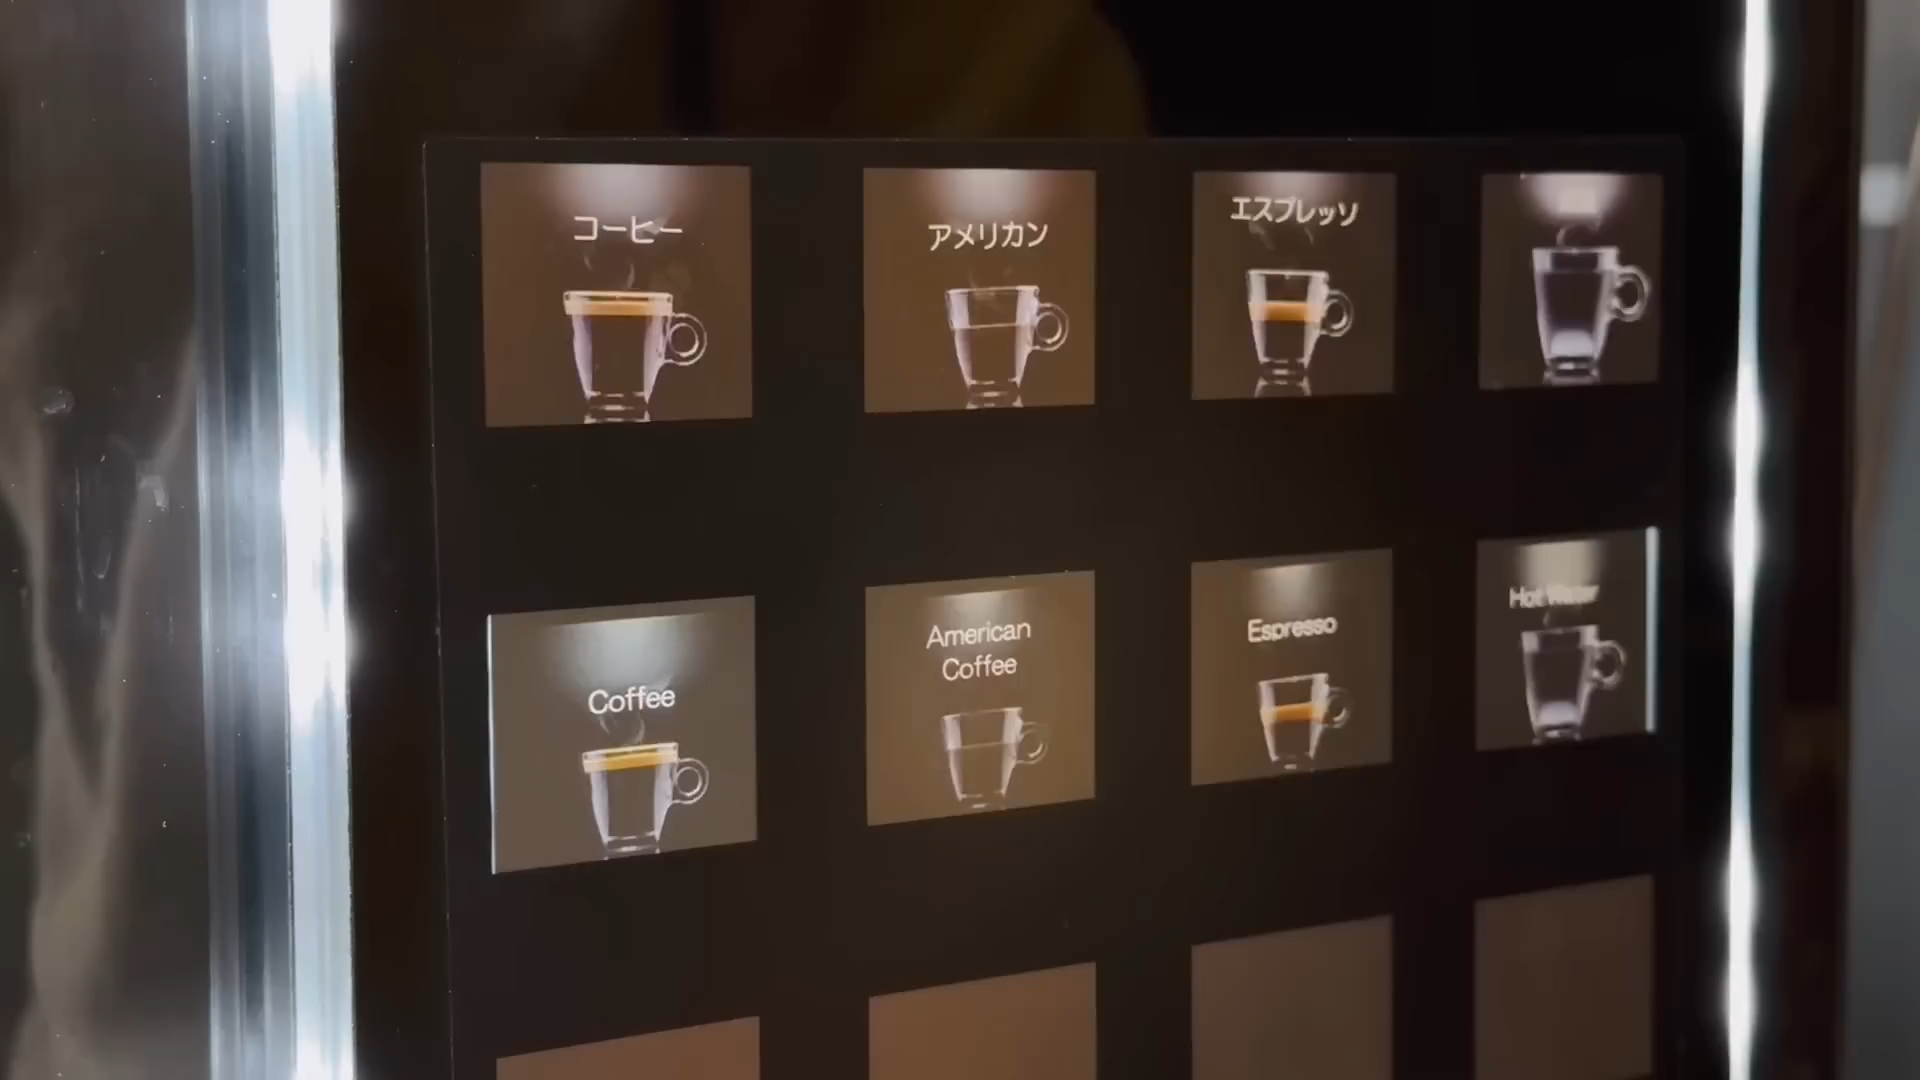 コーヒー
アメリカン
エスプレッソ
Coffee
American
Coffee
Espresso
Hot Water